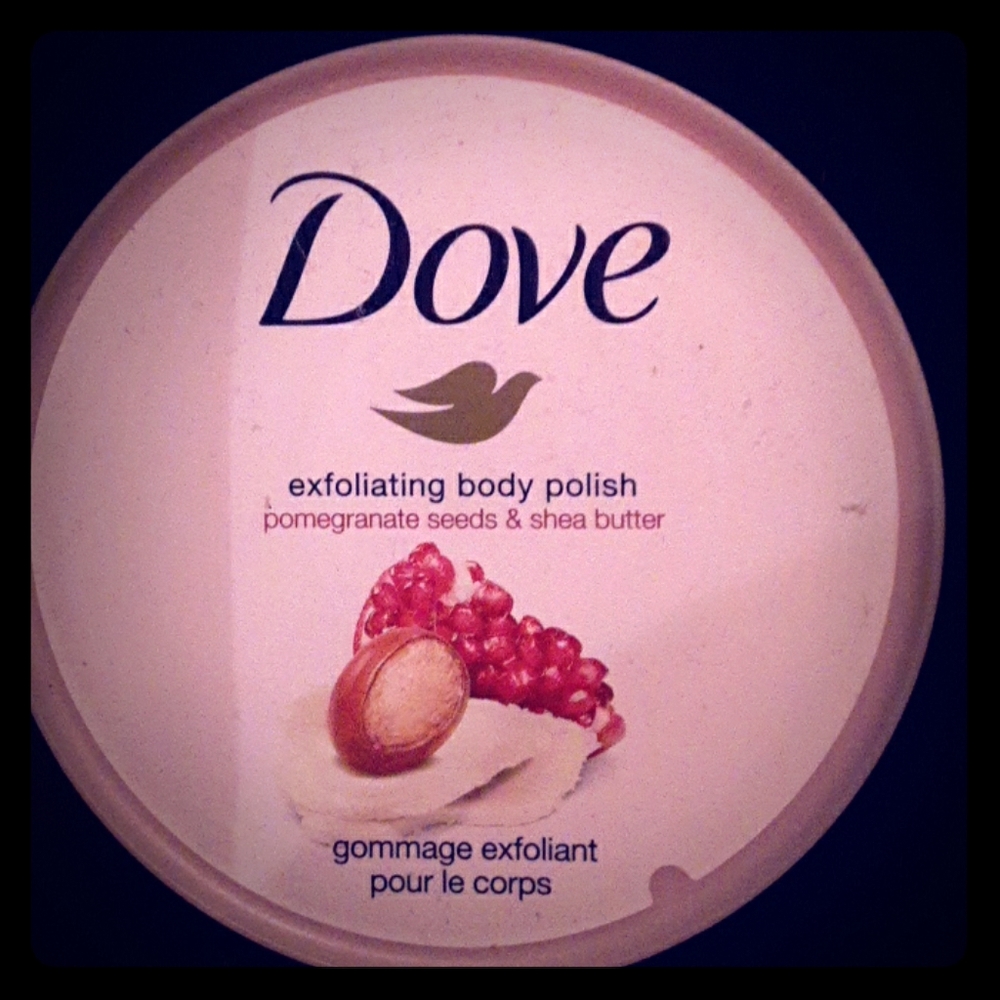 Dove
exfoliating body polish
pomegranate seeds & shea butter
gommage exfoliant
pour le corps